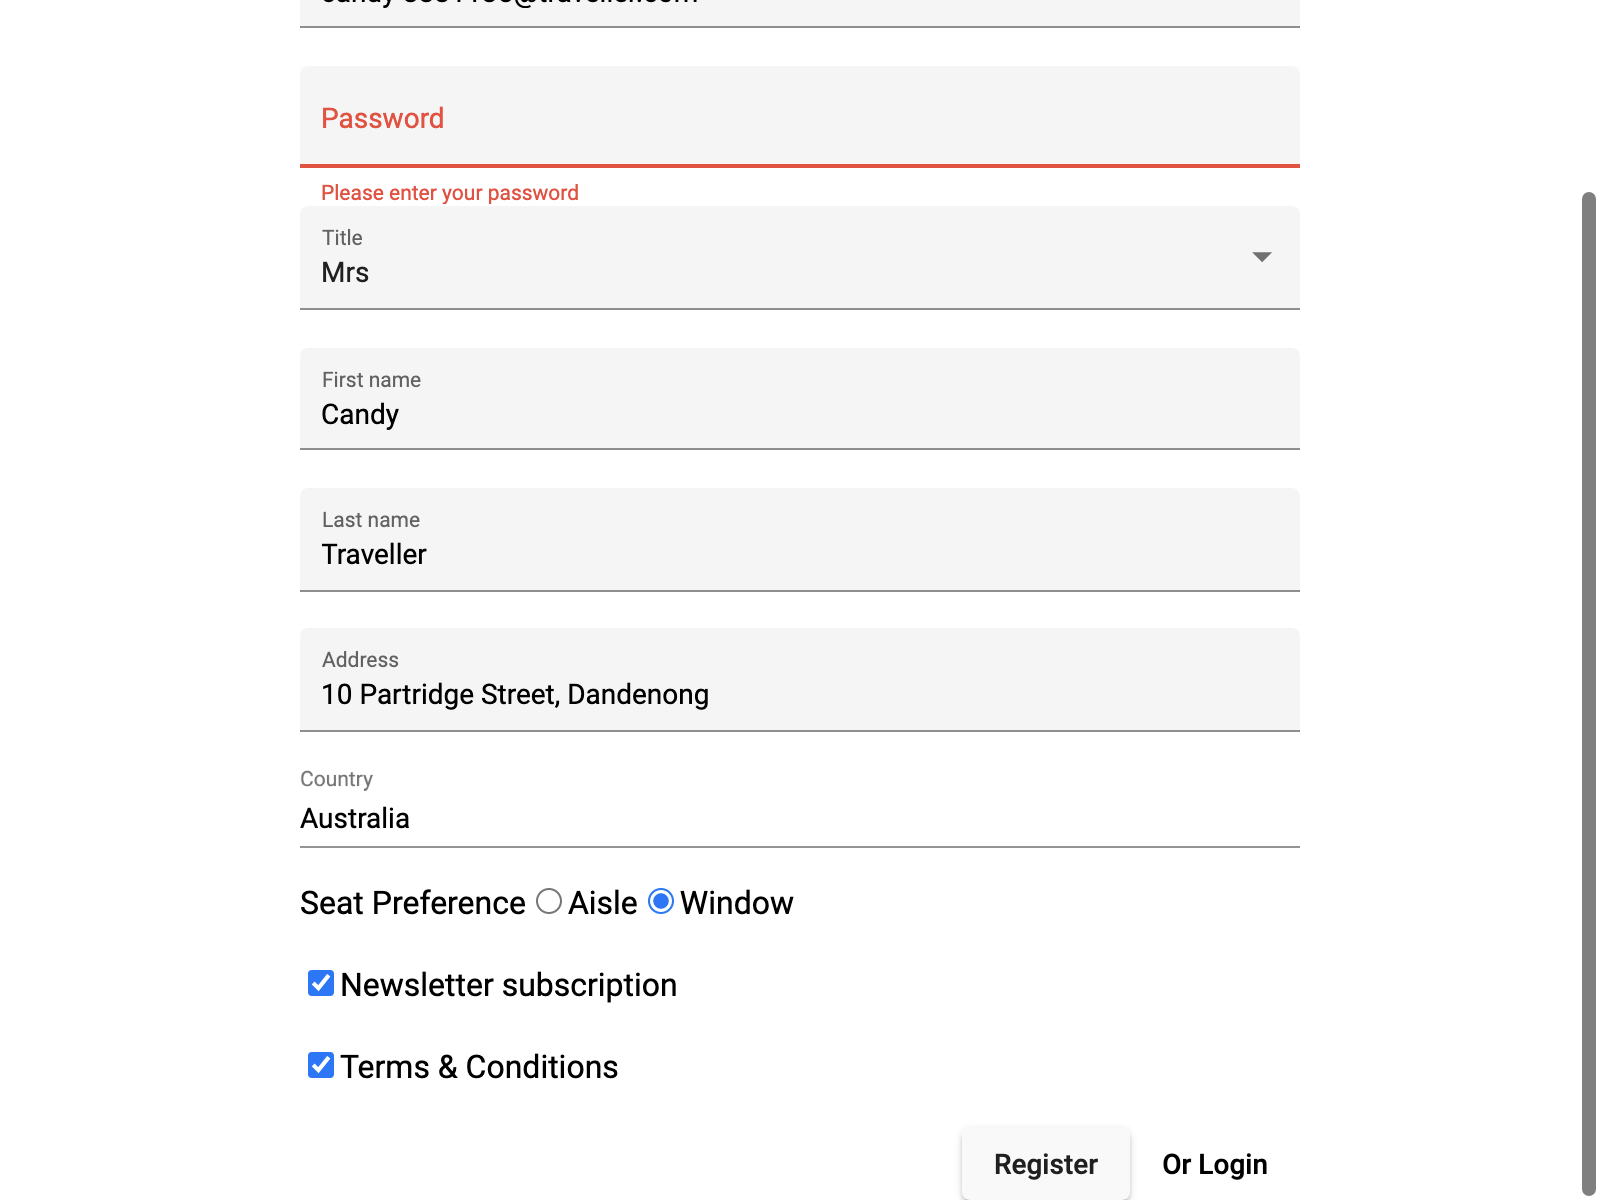 Password
Please enter your password
Title
Mrs
First name
Candy
Last name
Traveller
Address
10 Partridge Street, Dandenong
Country
Australia
Seat Preference Aisle Window
Newsletter subscription
Terms & Conditions
Register Or Login